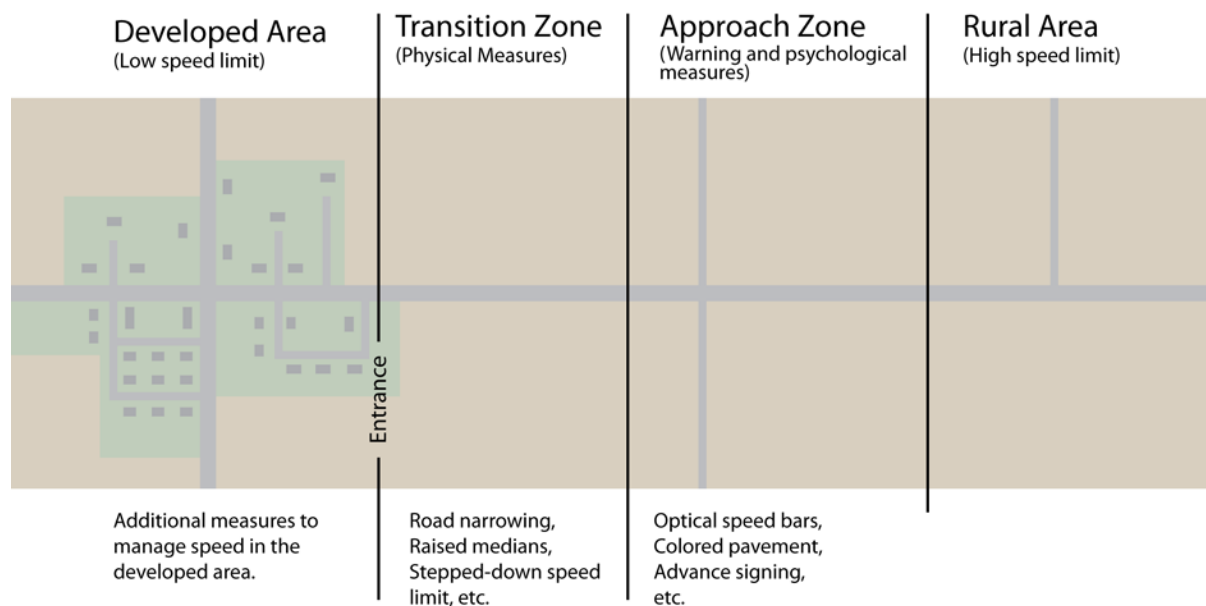 Developed Area
(Low speed limit)
Transition Zone
(Physical Measures)
Approach Zone
(Warning and psychological
measures)
Rural Area
(High speed limit)
Entrance
Additional measures to
manage speed in the
developed area.
Road narrowing,
Raised medians,
Stepped-down speed
limit, etc.
Optical speed bars,
Colored pavement,
Advance signing,
etc.